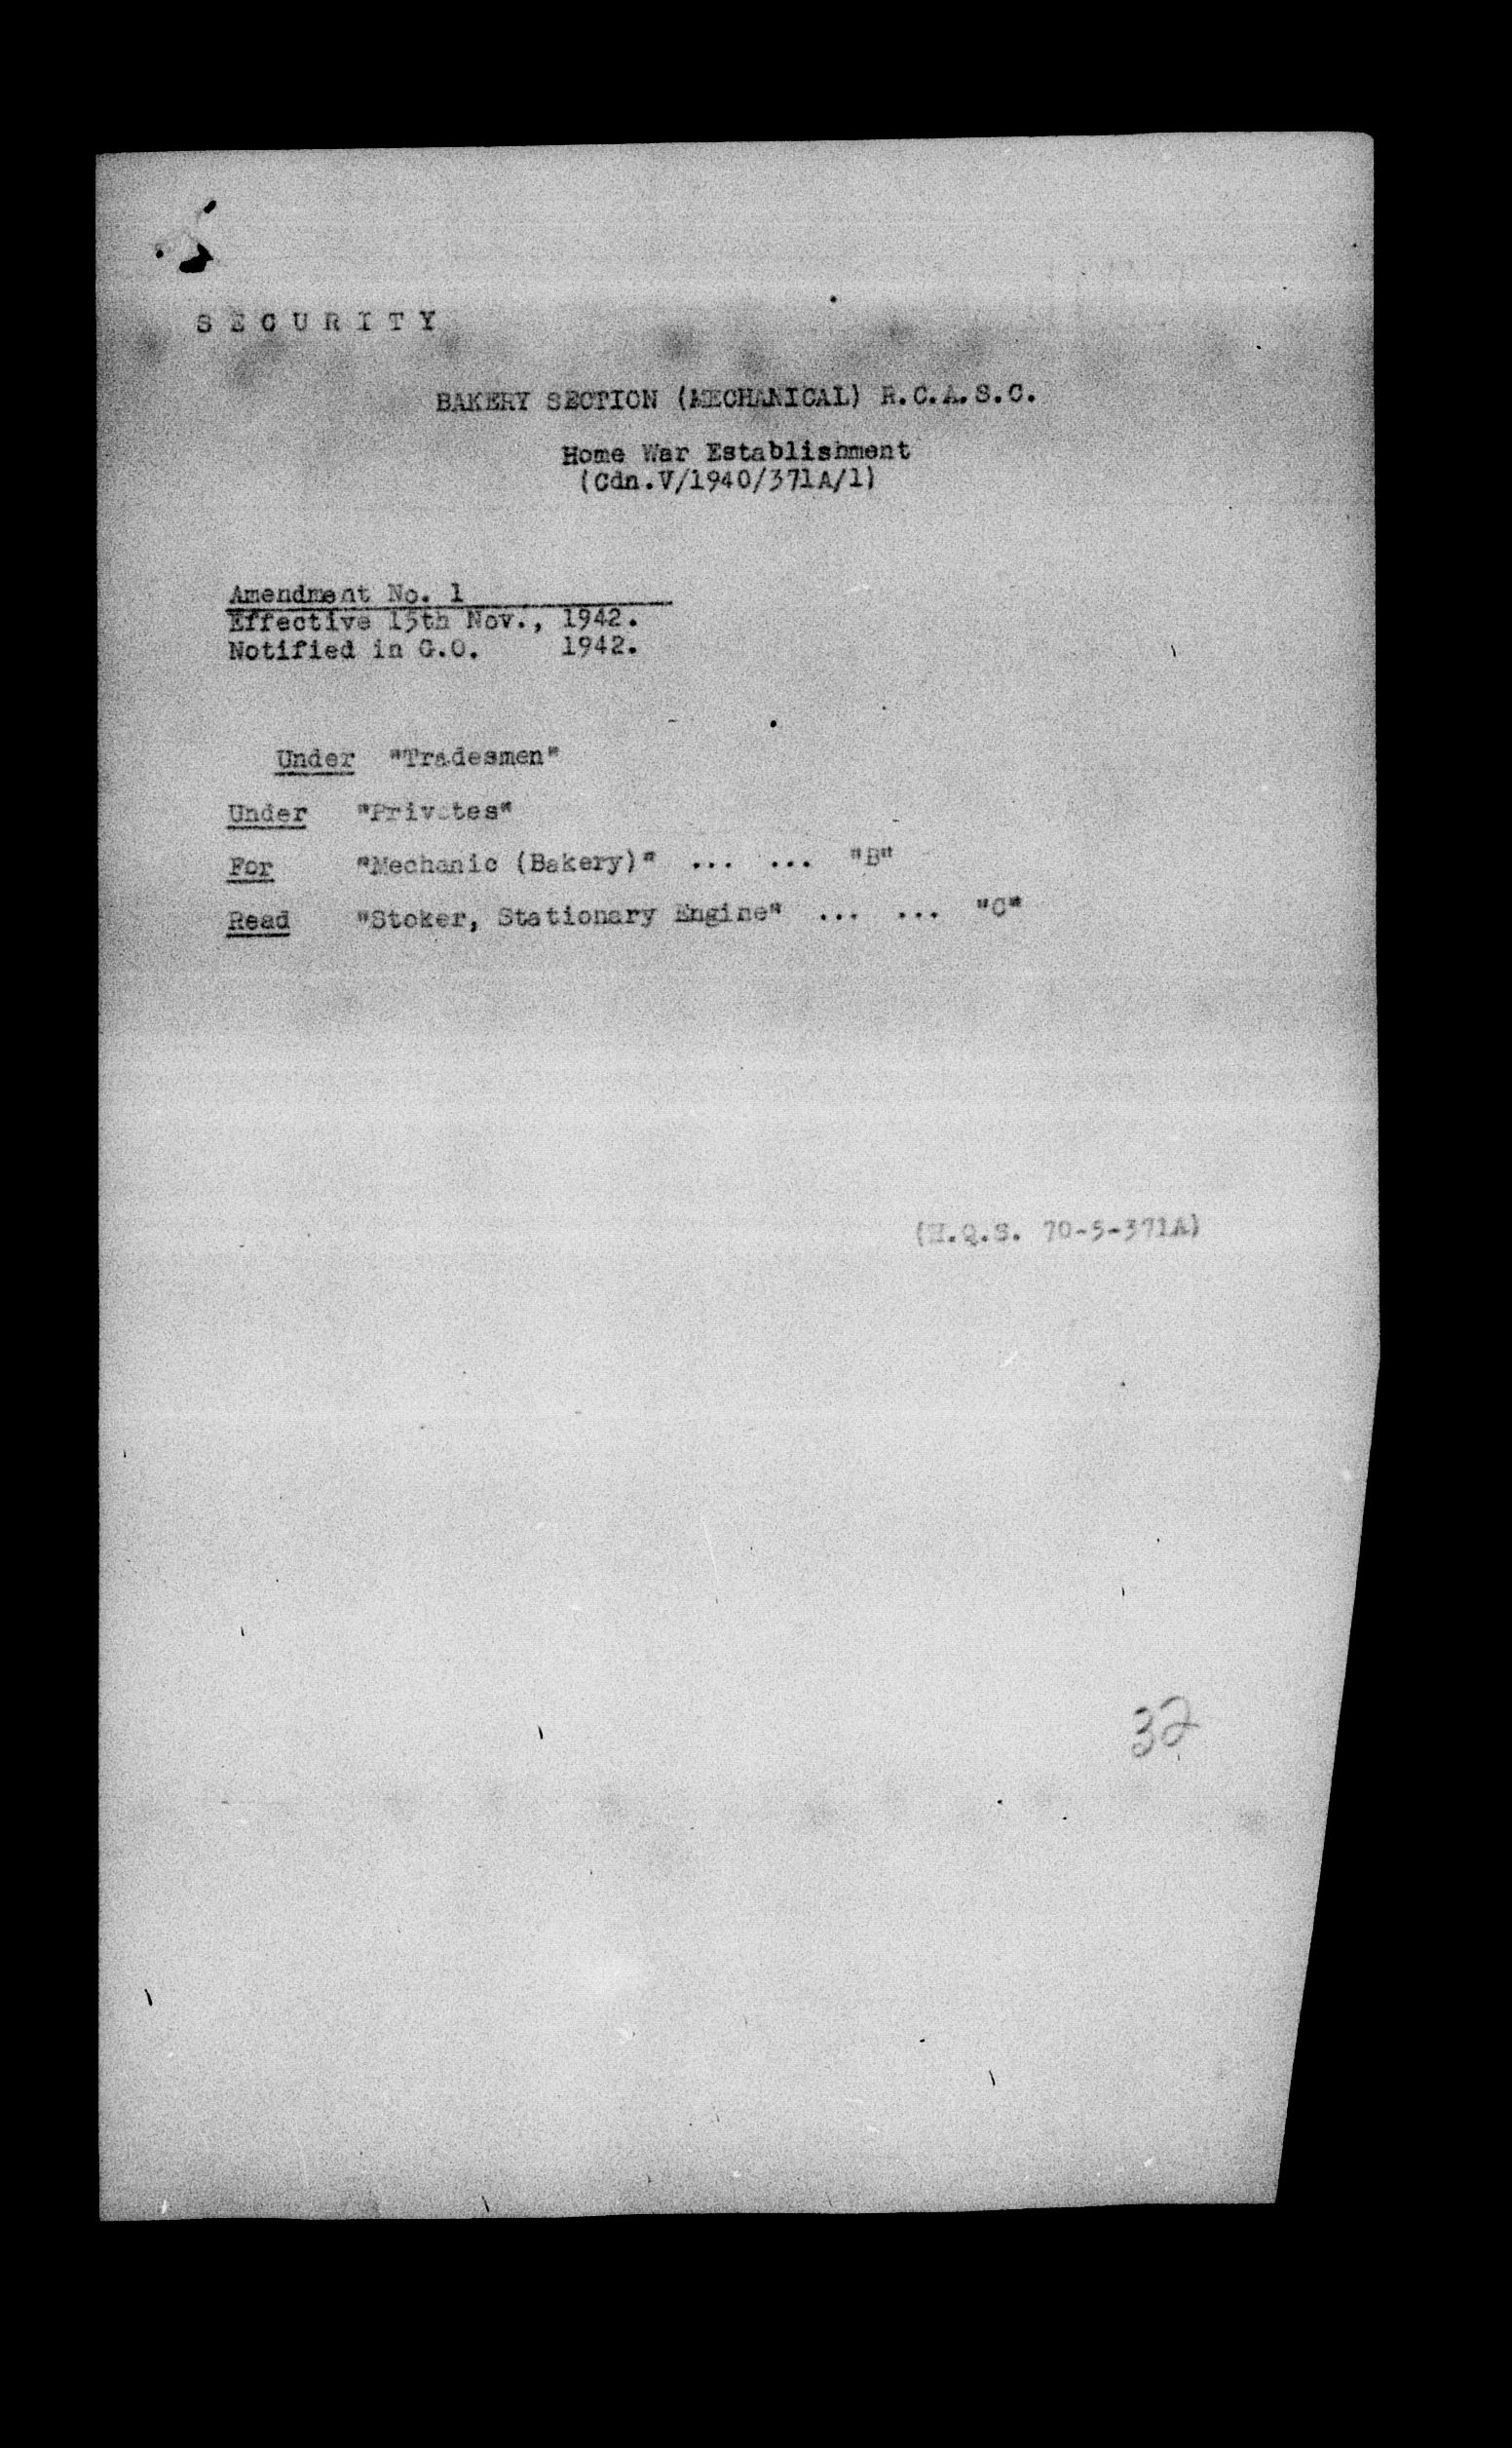 S E C U R I T Y
BAKERY SECTION (MECHANICAL) R.C.A.S.C.
Home War Establishment
(Cdn.V/1940/371A/1)
Amendment No. 1
Effective 15th Nov., 1942.
Notified in G.O. 1942.
Under "Tradesmen"
Under "Privates"
For "Mechanic (Bakery)" ... ... "B"
Read "Stoker, Stationary Engine" ... ... "C"
(H.Q.S. 70-5-371A)
32